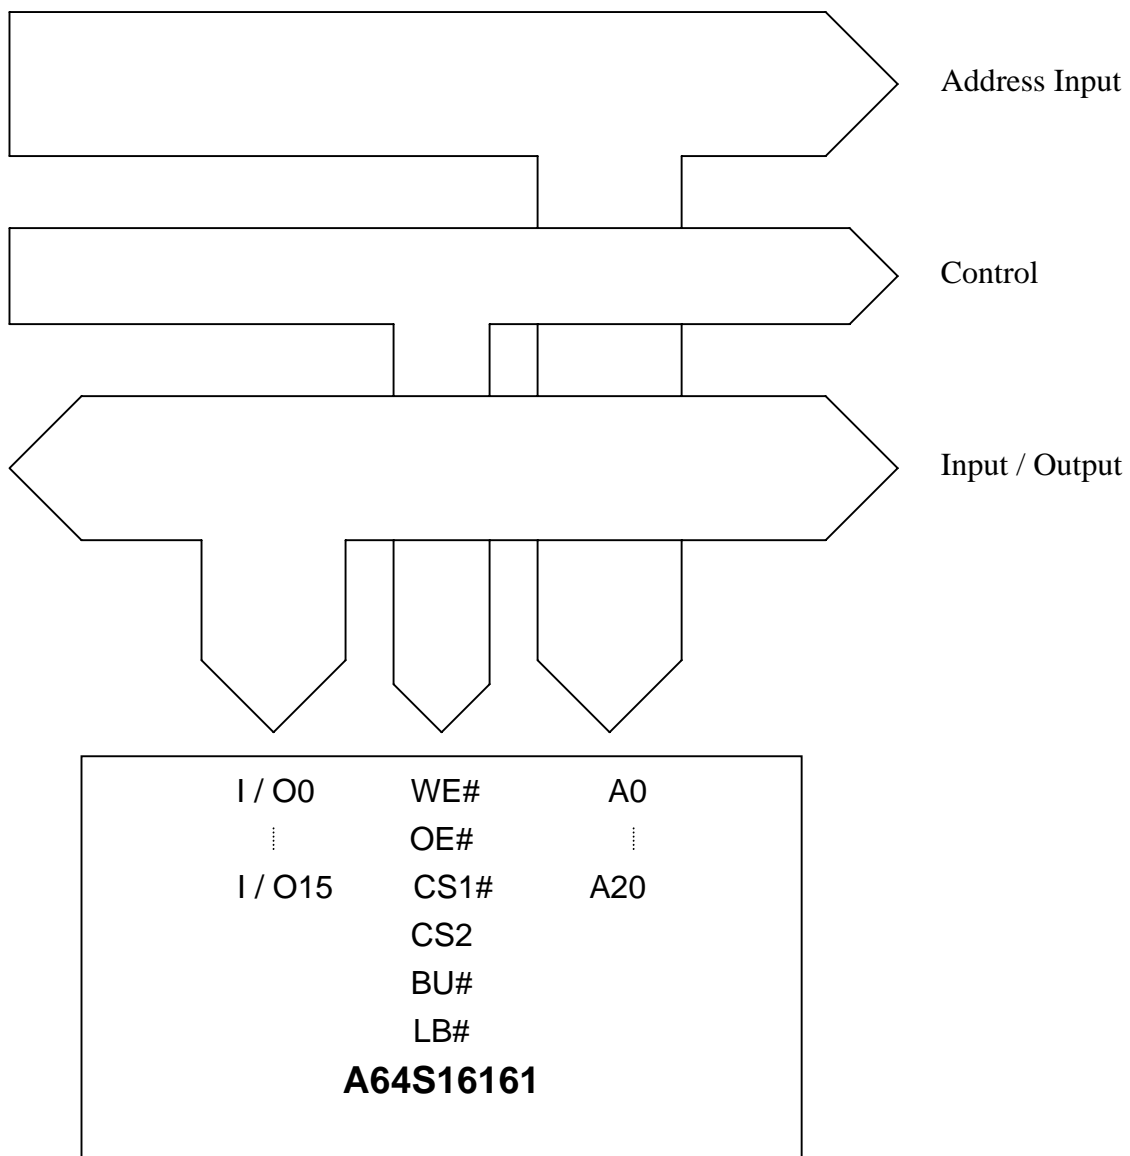 Address Input
Control
Input / Output
I / O0 WE# A0
OE#
I / O15 CS1# A20
CS2
BU#
LB#
A64S16161